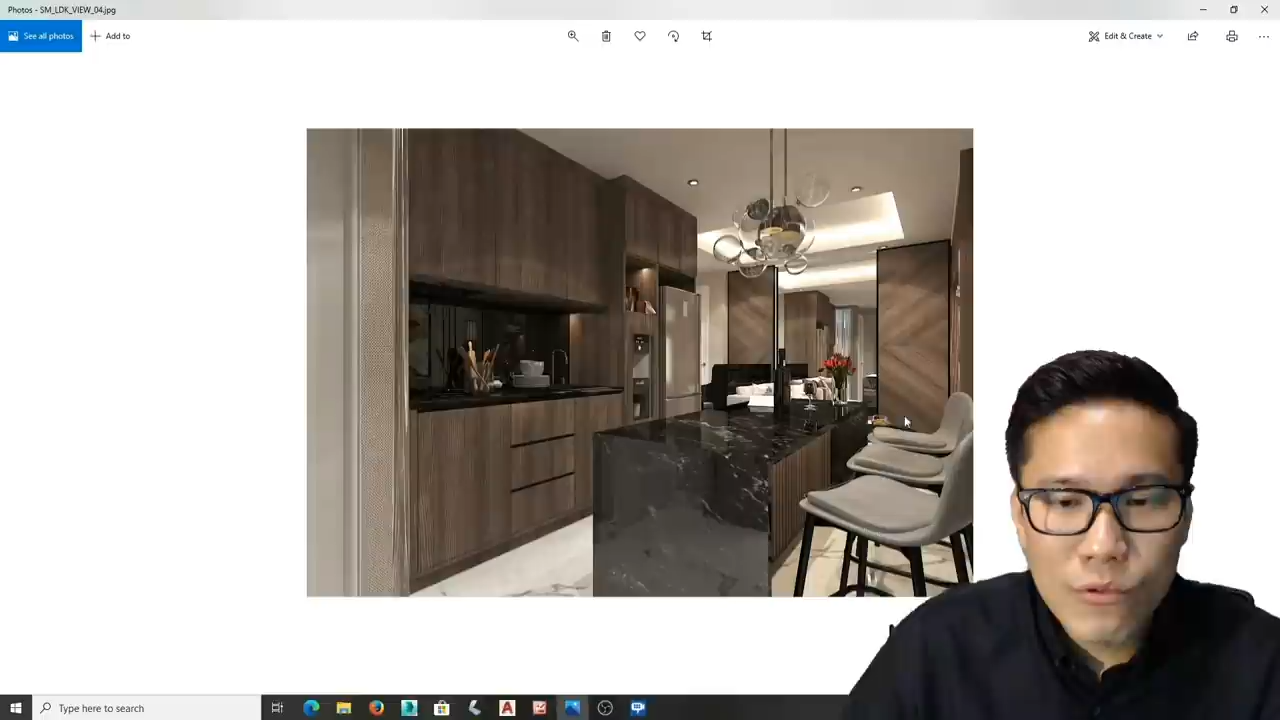 Photos - SM_LDK_VIEW_04.jpg
See all photos
Add to
Edit & Create
Type here to search